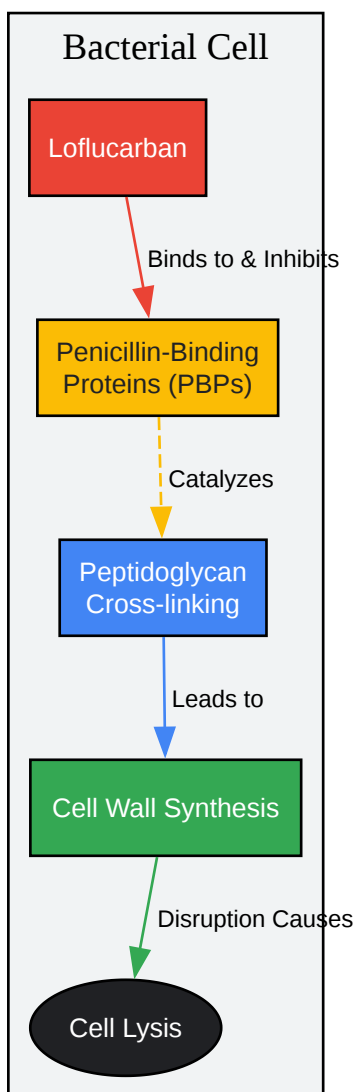 Bacterial Cell
Loflucarban
Binds to & Inhibits
Penicillin-Binding
Proteins (PBPs)
Catalyzes
Peptidoglycan
Cross-linking
Leads to
Cell Wall Synthesis
Disruption Causes
Cell Lysis